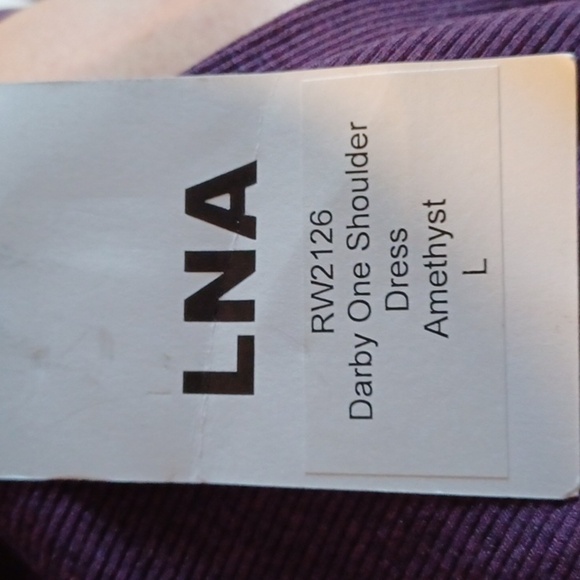 LNA
RW2126
Darby One Shoulder
Dress
Amethyst
L